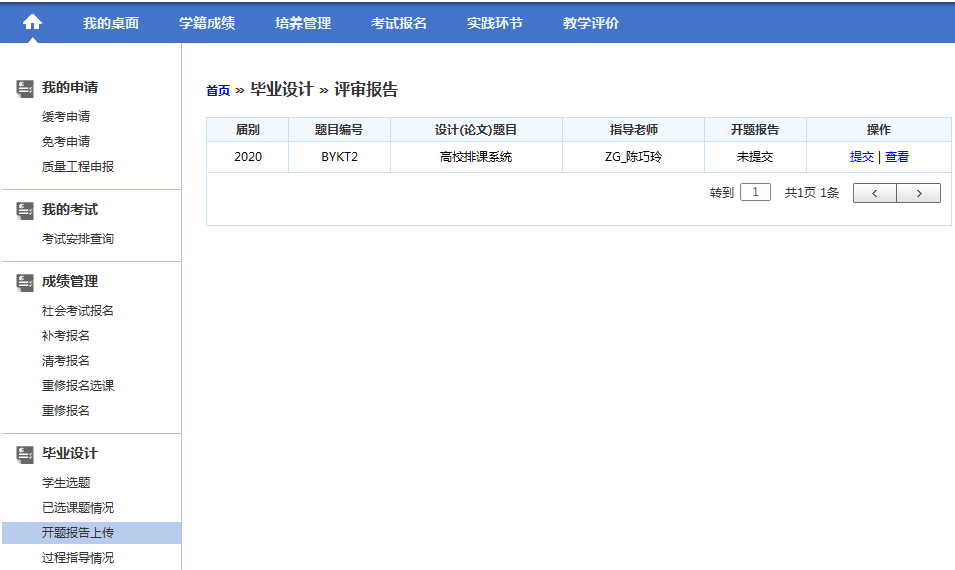 我的桌面 学籍成绩 培养管理 考试报名 实践环节 教学评价
我的申请
缓考申请
免考申请
质量工程申报
我的考试
考试安排查询
成绩管理
社会考试报名
补考报名
清考报名
重修报名选课
重修报名
毕业设计
学生选题
已选课题情况
开题报告上传
过程指导情况
首页 » 毕业设计 » 评审报告
届别 题目编号 设计(论文)题目 指导老师 开题报告 操作
2020 BYKT2 高校排课系统 ZG_陈巧玲 未提交 提交 | 查看
转到 1 共1页 1条 < >